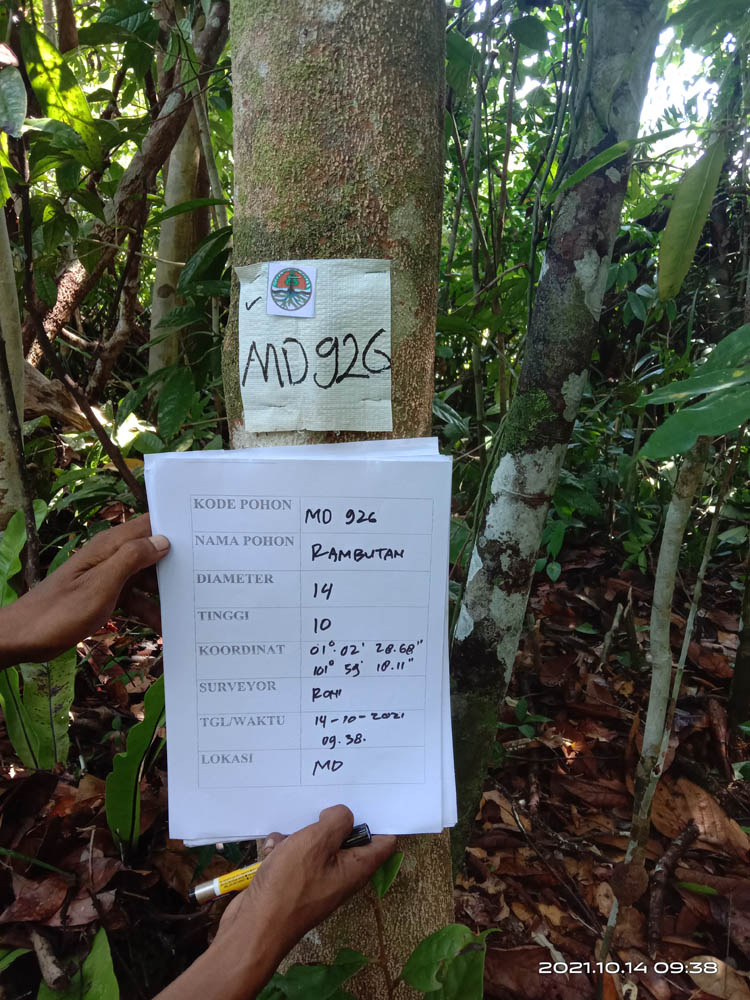 MD 926
KODE POHON MD 926
NAMA POHON RAMBUTAN
DIAMETER 14
TINGGI 10
KOORDINAT 01° 02' 28.68"
101° 59' 18.11"
SURVEYOR ROHI
TGL/WAKTU 14-10-2021
09.38.
LOKASI MD
2021.10.14 09:38